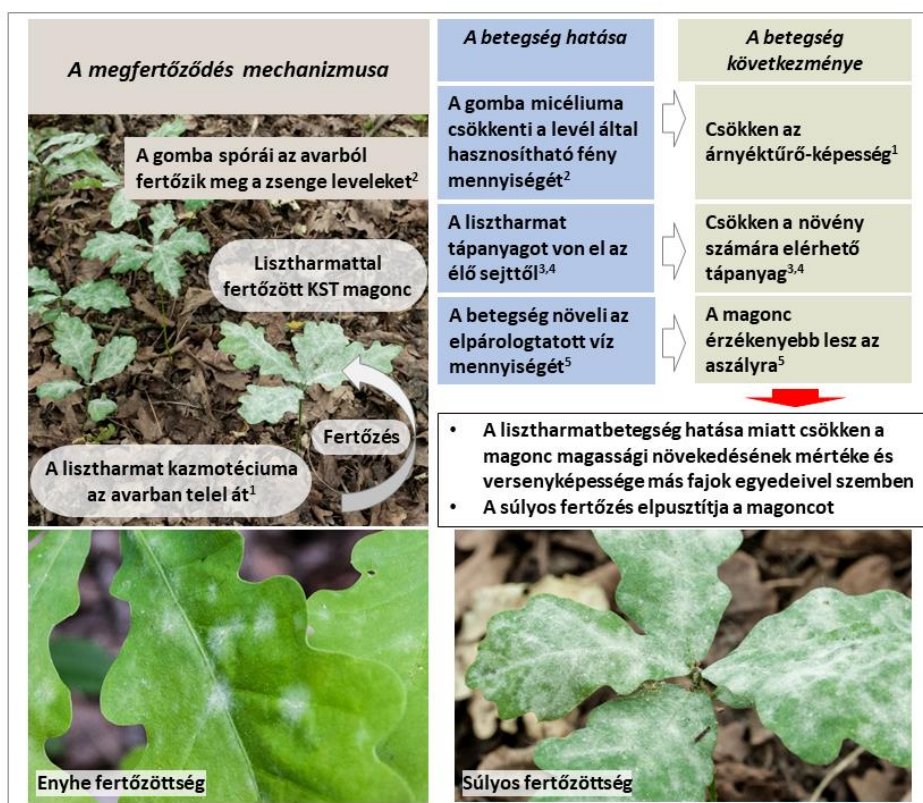 A megfertőződés mechanizmusa
A gomba spórái az avarból
fertőzik meg a zsenge leveleket²
Lisztharmattal
fertőzött KST magonc
Fertőzés
A lisztharmat kazmotéciuma
az avarban telel át¹
A betegség hatása
A betegség
következménye
A gomba micéliuma
csökkenti a levél által
hasznosítható fény
mennyiségét²
Csökken az
árnyéktűrő-képesség¹
A lisztharmat
tápanyagot von el az
élő sejttől³,⁴
Csökken a növény
számára elérhető
tápanyag³,⁴
A betegség növeli az
elpárologtatott víz
mennyiségét⁵
A magonc
érzékenyebb lesz az
aszályra⁵
• A lisztharmatbetegség hatása miatt csökken a
magonc magassági növekedésének mértéke és
versenyképessége más fajok egyedeivel szemben
• A súlyos fertőzés elpusztítja a magoncot
Enyhe fertőzöttség
Súlyos fertőzöttség